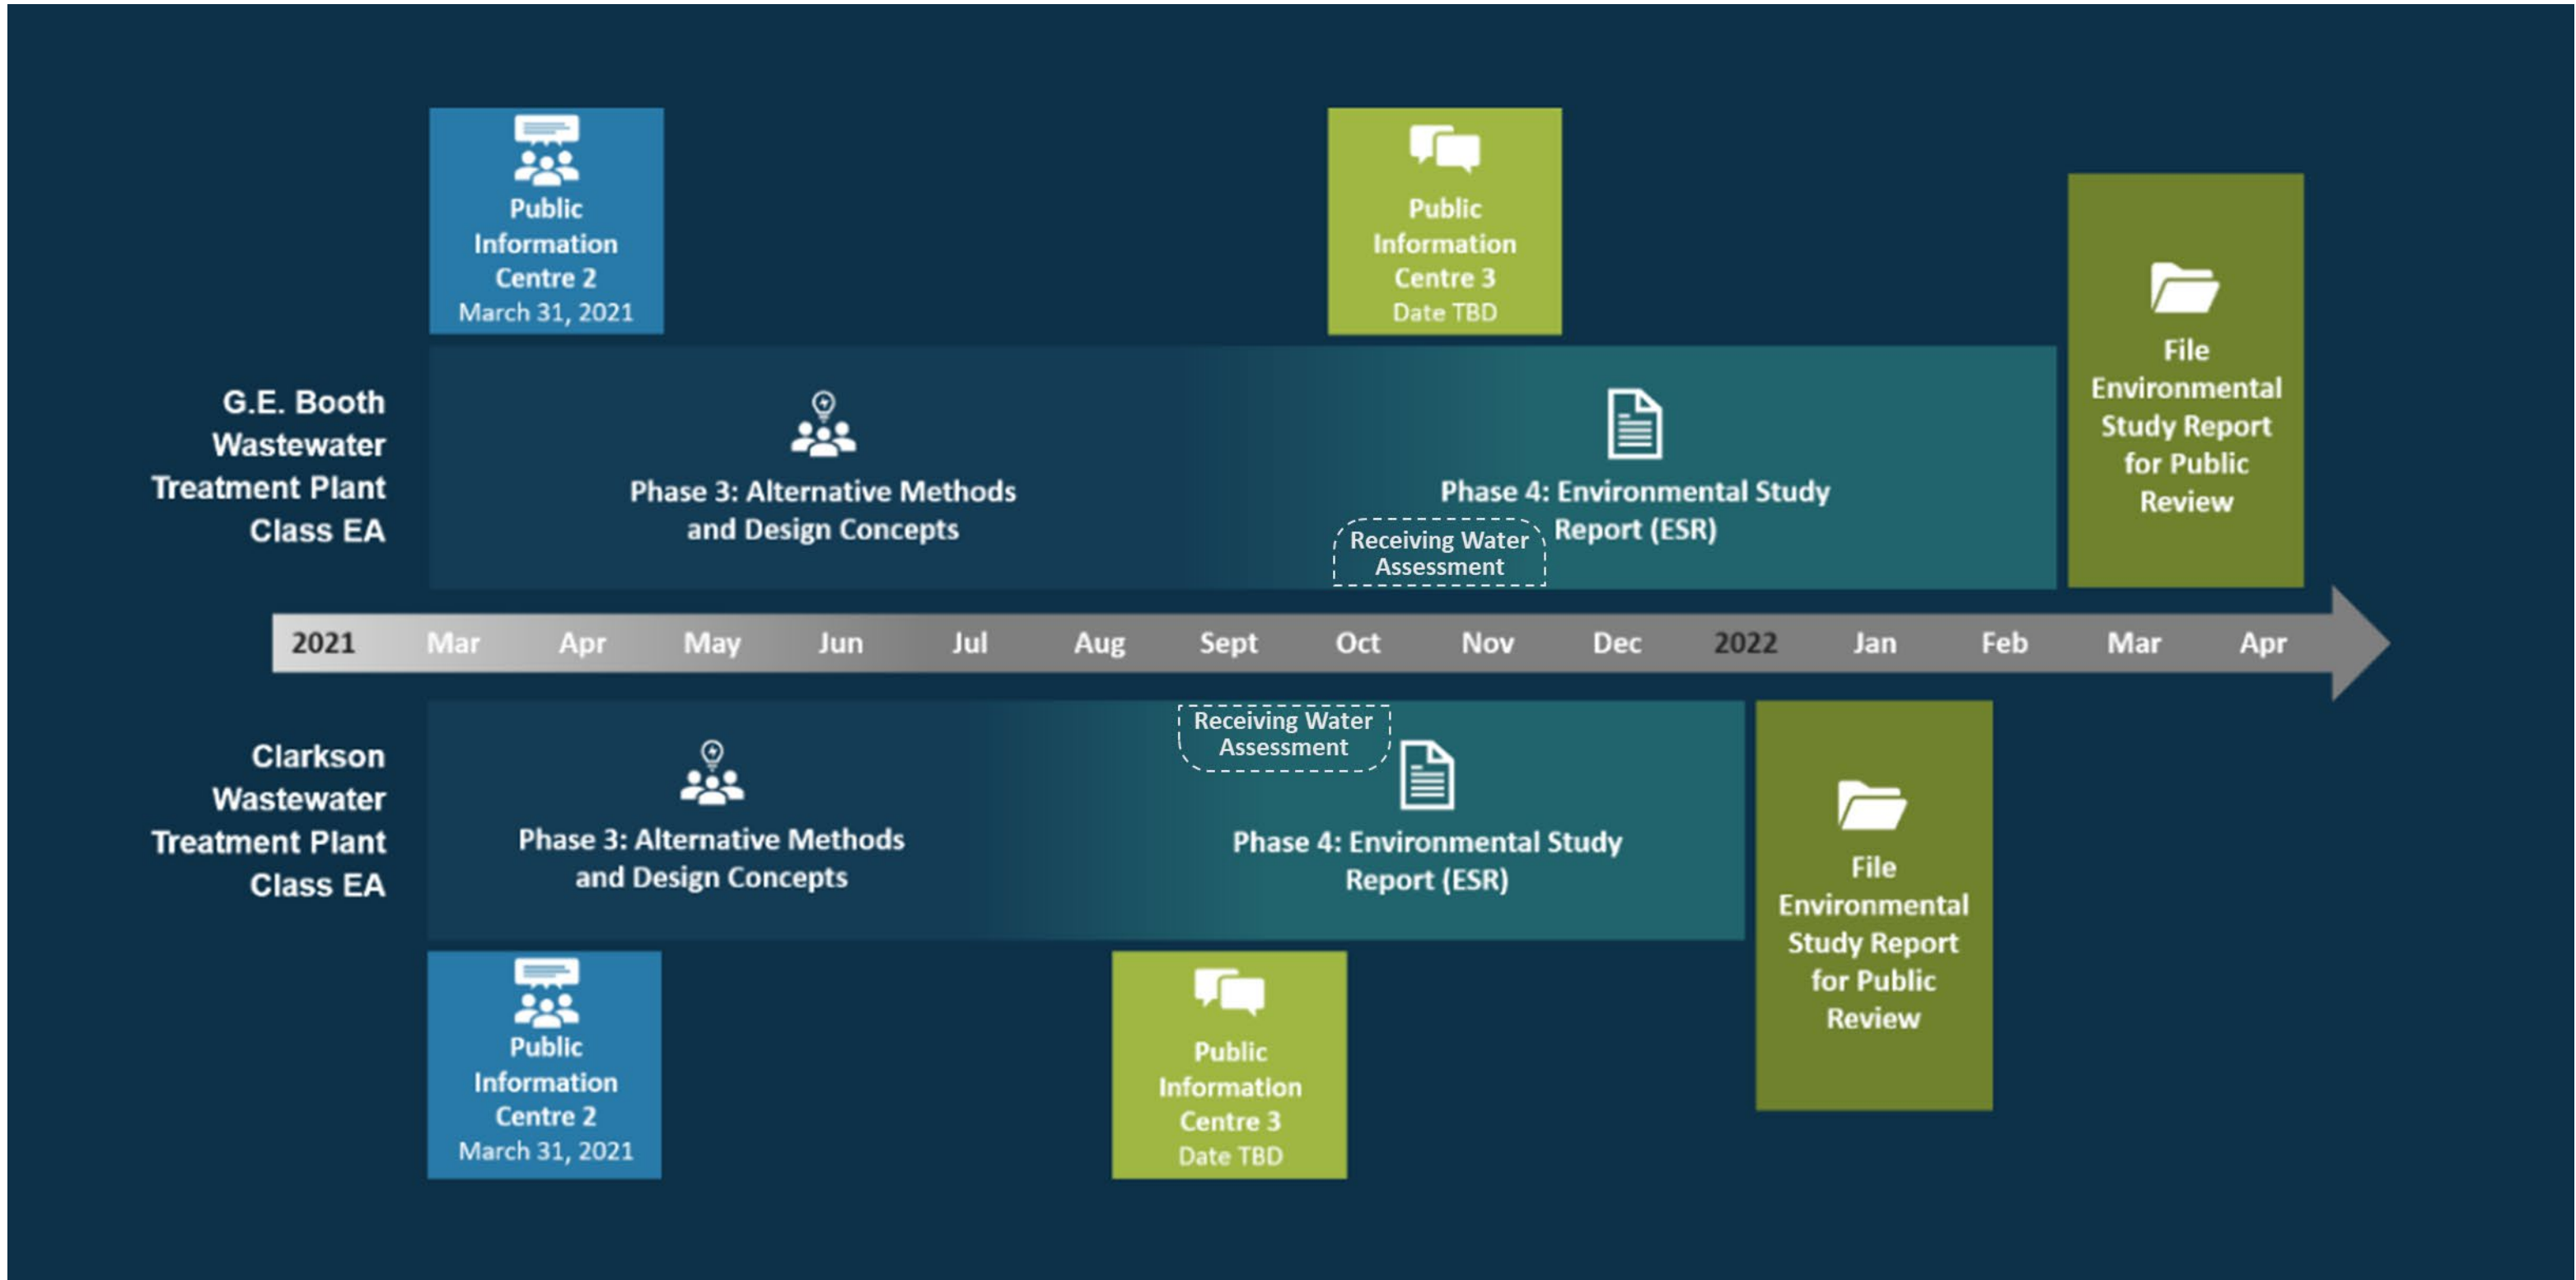 Public
Information
Centre 2
March 31, 2021
Public
Information
Centre 3
Date TBD
File
Environmental
Study Report
for Public
Review
G.E. Booth
Wastewater
Treatment Plant
Class EA
Phase 3: Alternative Methods
and Design Concepts
Phase 4: Environmental Study
Report (ESR)
Receiving Water
Assessment
2021 Mar Apr May Jun Jul Aug Sept Oct Nov Dec 2022 Jan Feb Mar Apr
Clarkson
Wastewater
Treatment Plant
Class EA
Phase 3: Alternative Methods
and Design Concepts
Receiving Water
Assessment
Phase 4: Environmental Study
Report (ESR)
File
Environmental
Study Report
for Public
Review
Public
Information
Centre 2
March 31, 2021
Public
Information
Centre 3
Date TBD